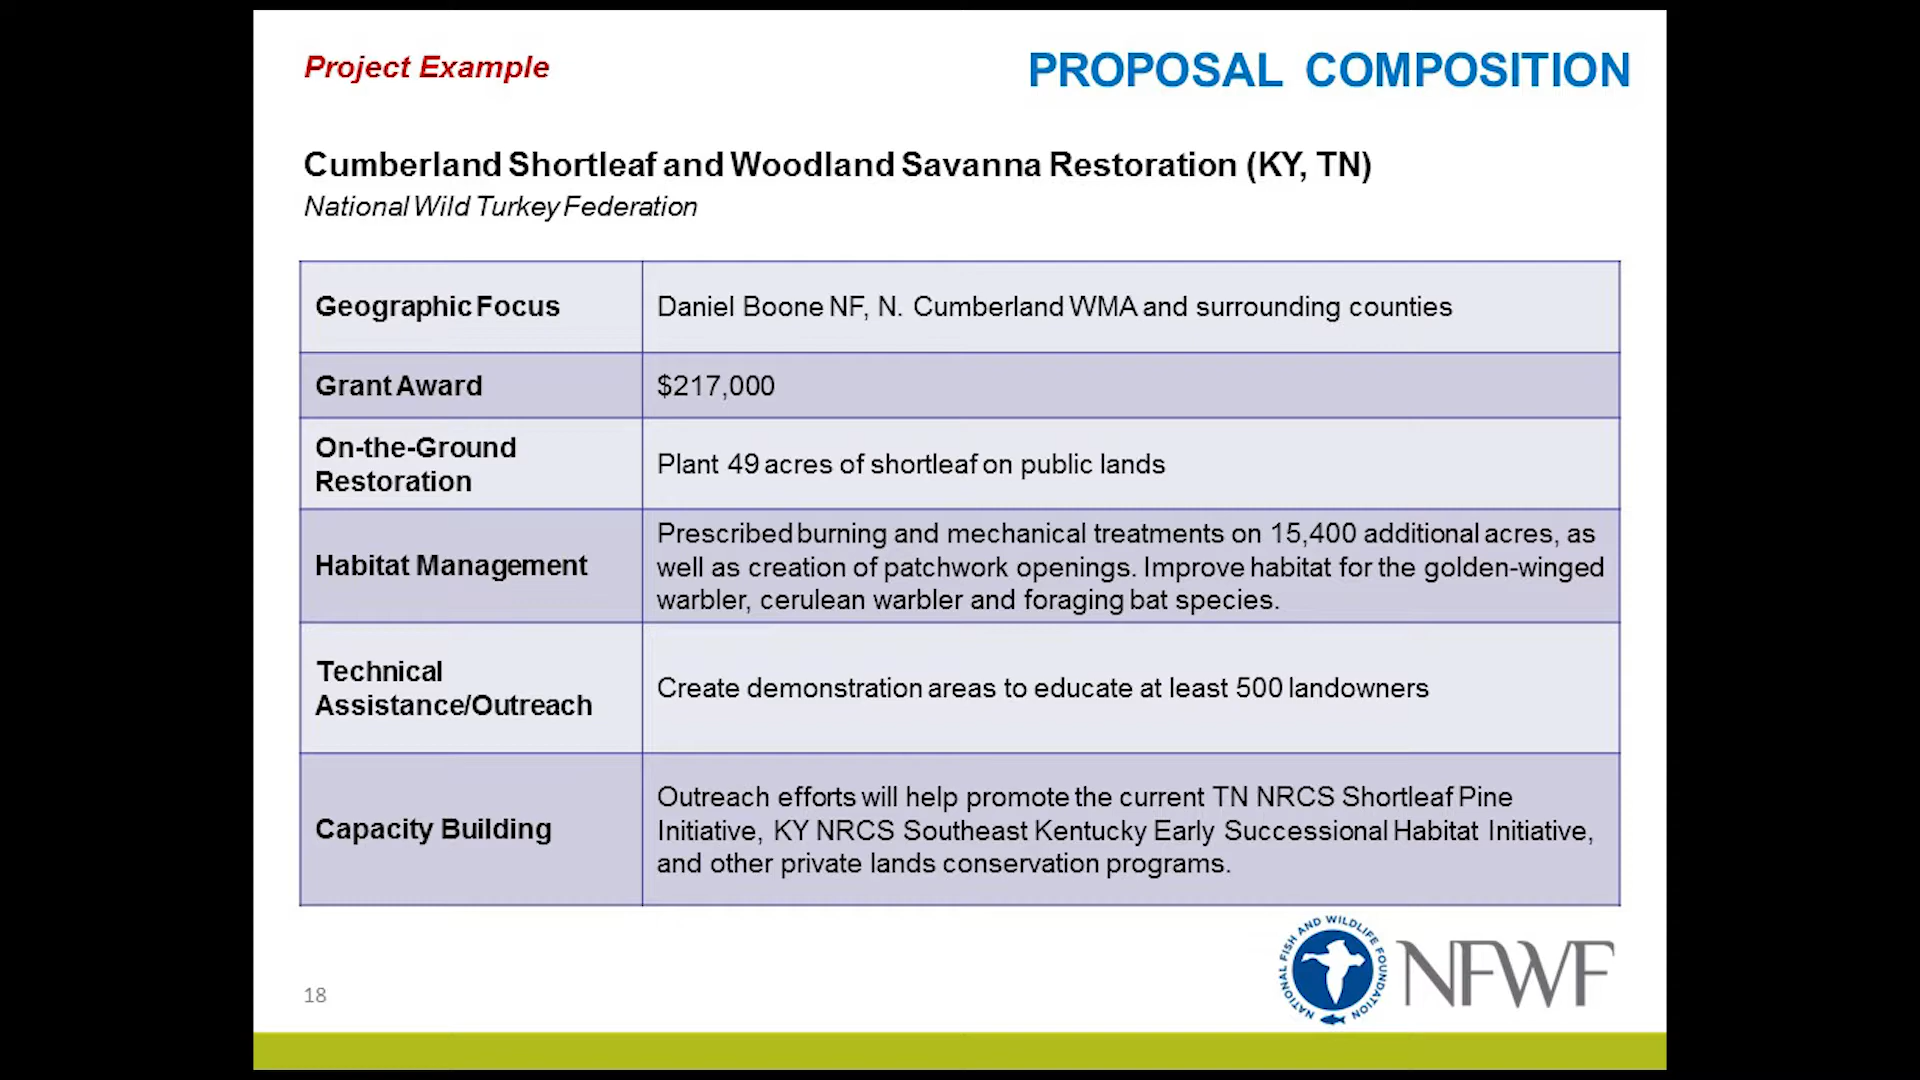 Project Example
PROPOSAL COMPOSITION
Cumberland Shortleaf and Woodland Savanna Restoration (KY, TN)
National Wild Turkey Federation
Geographic Focus
Daniel Boone NF, N. Cumberland WMA and surrounding counties
Grant Award
$217,000
On-the-Ground
Restoration
Plant 49 acres of shortleaf on public lands
Habitat Management
Prescribed burning and mechanical treatments on 15,400 additional acres, as
well as creation of patchwork openings. Improve habitat for the golden-winged
warbler, cerulean warbler and foraging bat species.
Technical
Assistance/Outreach
Create demonstration areas to educate at least 500 landowners
Capacity Building
Outreach efforts will help promote the current TN NRCS Shortleaf Pine
Initiative, KY NRCS Southeast Kentucky Early Successional Habitat Initiative,
and other private lands conservation programs.
NATIONAL FISH AND WILDLIFE FOUNDATION
NFWF
18